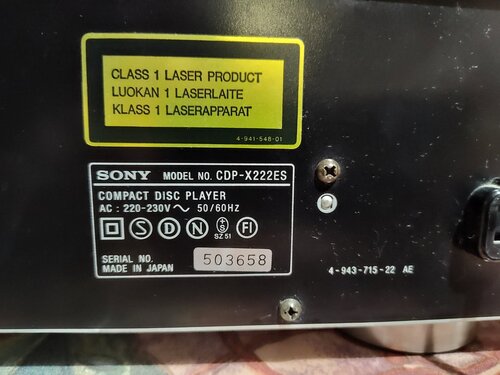 CLASS 1 LASER PRODUCT
LUOKAN 1 LASERLAITE
KLASS 1 LASERAPPARAT
4-941-548-01
SONY MODEL NO. CDP-X222ES
COMPACT DISC PLAYER
AC : 220-230V ~ 50/60HZ
S D N + S SZ 51 FI
SERIAL NO. 503658
MADE IN JAPAN
4-943-715-22 AE